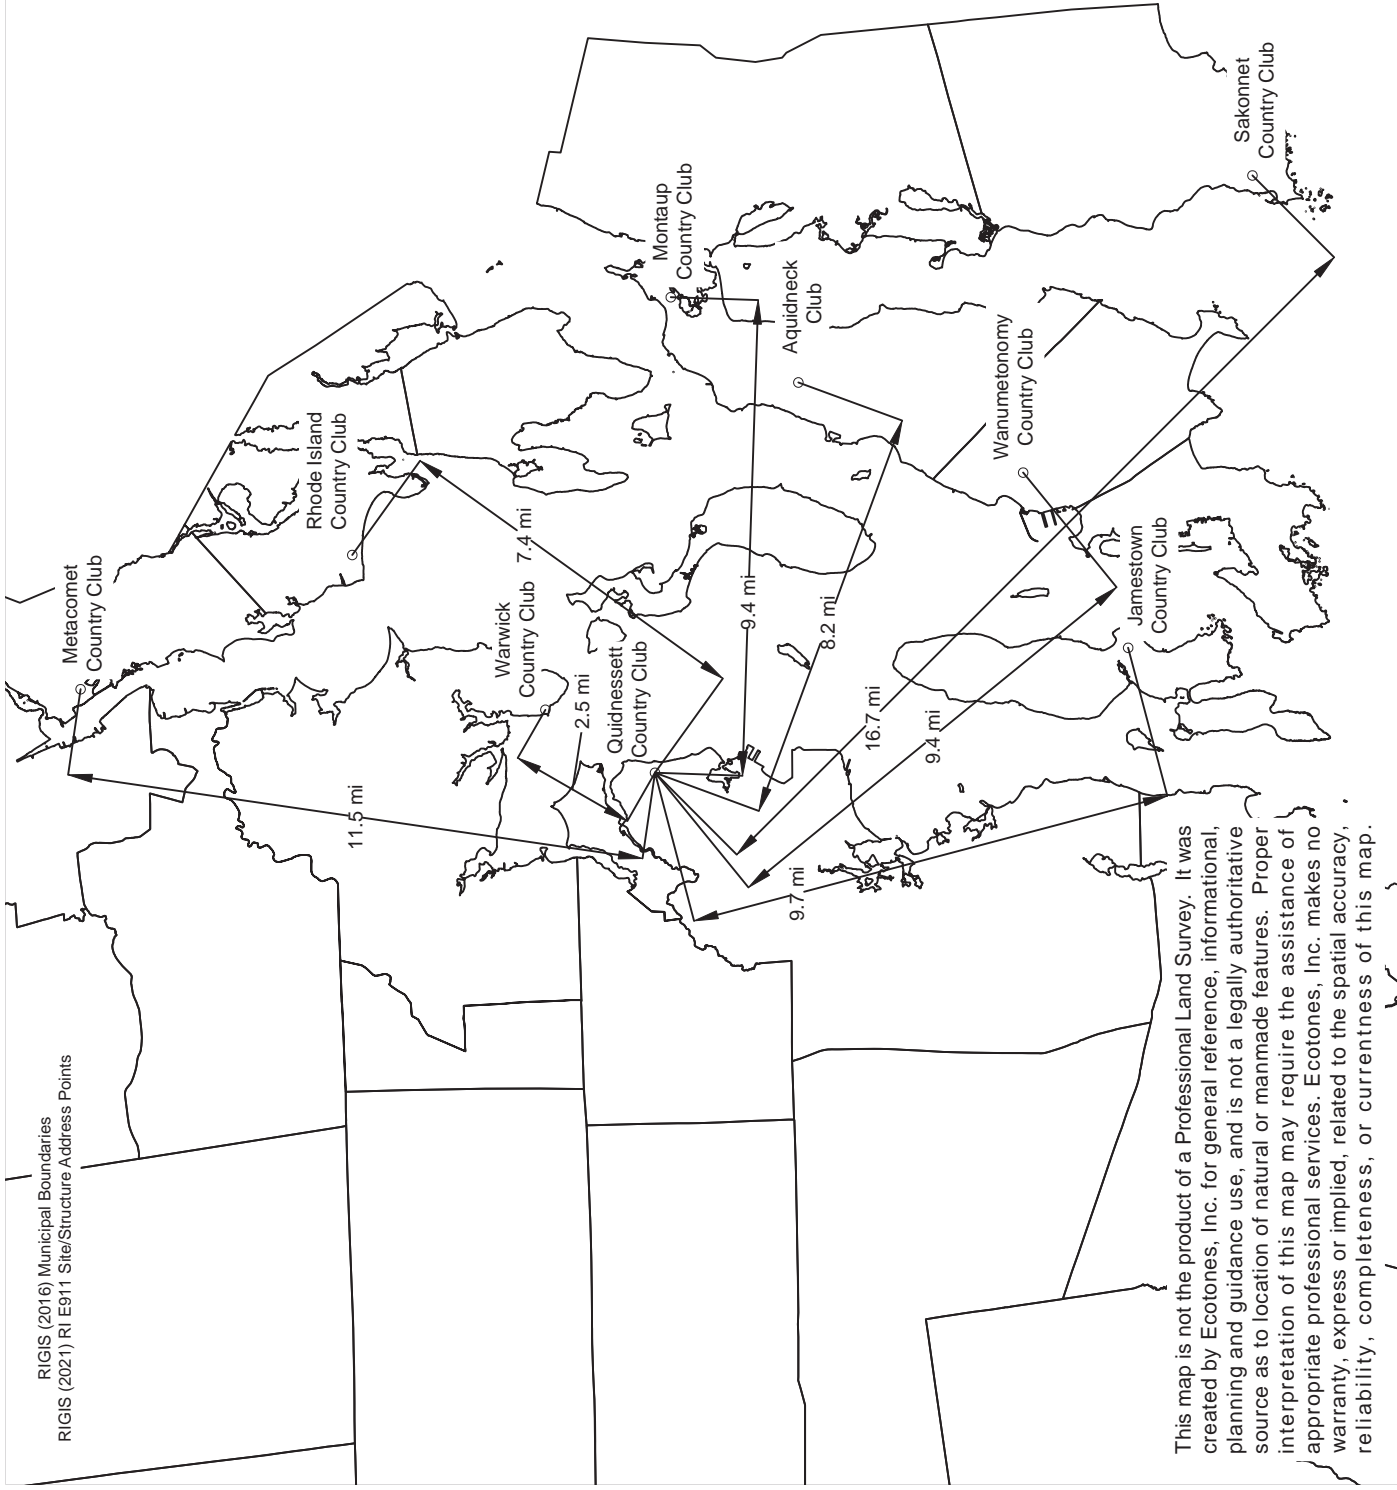 RIGIS (2016) Municipal Boundaries
RIGIS (2021) RI E911 Site/Structure Address Points
Metacomet
Country Club
Rhode Island
Country Club
Warwick
Country Club
Quidnessett
Country Club
Montaup
Country Club
Aquidneck
Club
Wanumetonomy
Country Club
Jamestown
Country Club
Sakonnet
Country Club
11.5 mi
7.4 mi
2.5 mi
9.4 mi
8.2 mi
16.7 mi
9.4 mi
9.7 mi
This map is not the product of a Professional Land Survey. It was
created by Ecotones, Inc. for general reference, informational,
planning and guidance use, and is not a legally authoritative
source as to location of natural or manmade features. Proper
interpretation of this map may require the assistance of
appropriate professional services. Ecotones, Inc. makes no
warranty, express or implied, related to the spatial accuracy,
reliability, completeness, or currentness of this map.